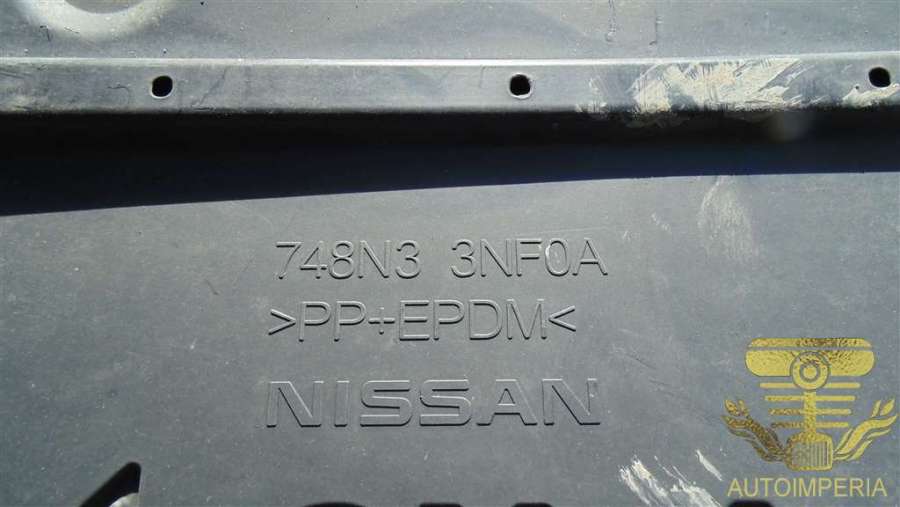 748N3 3NF0A
>PP+EPDM<
NISSAN
AUTOIMPERIA